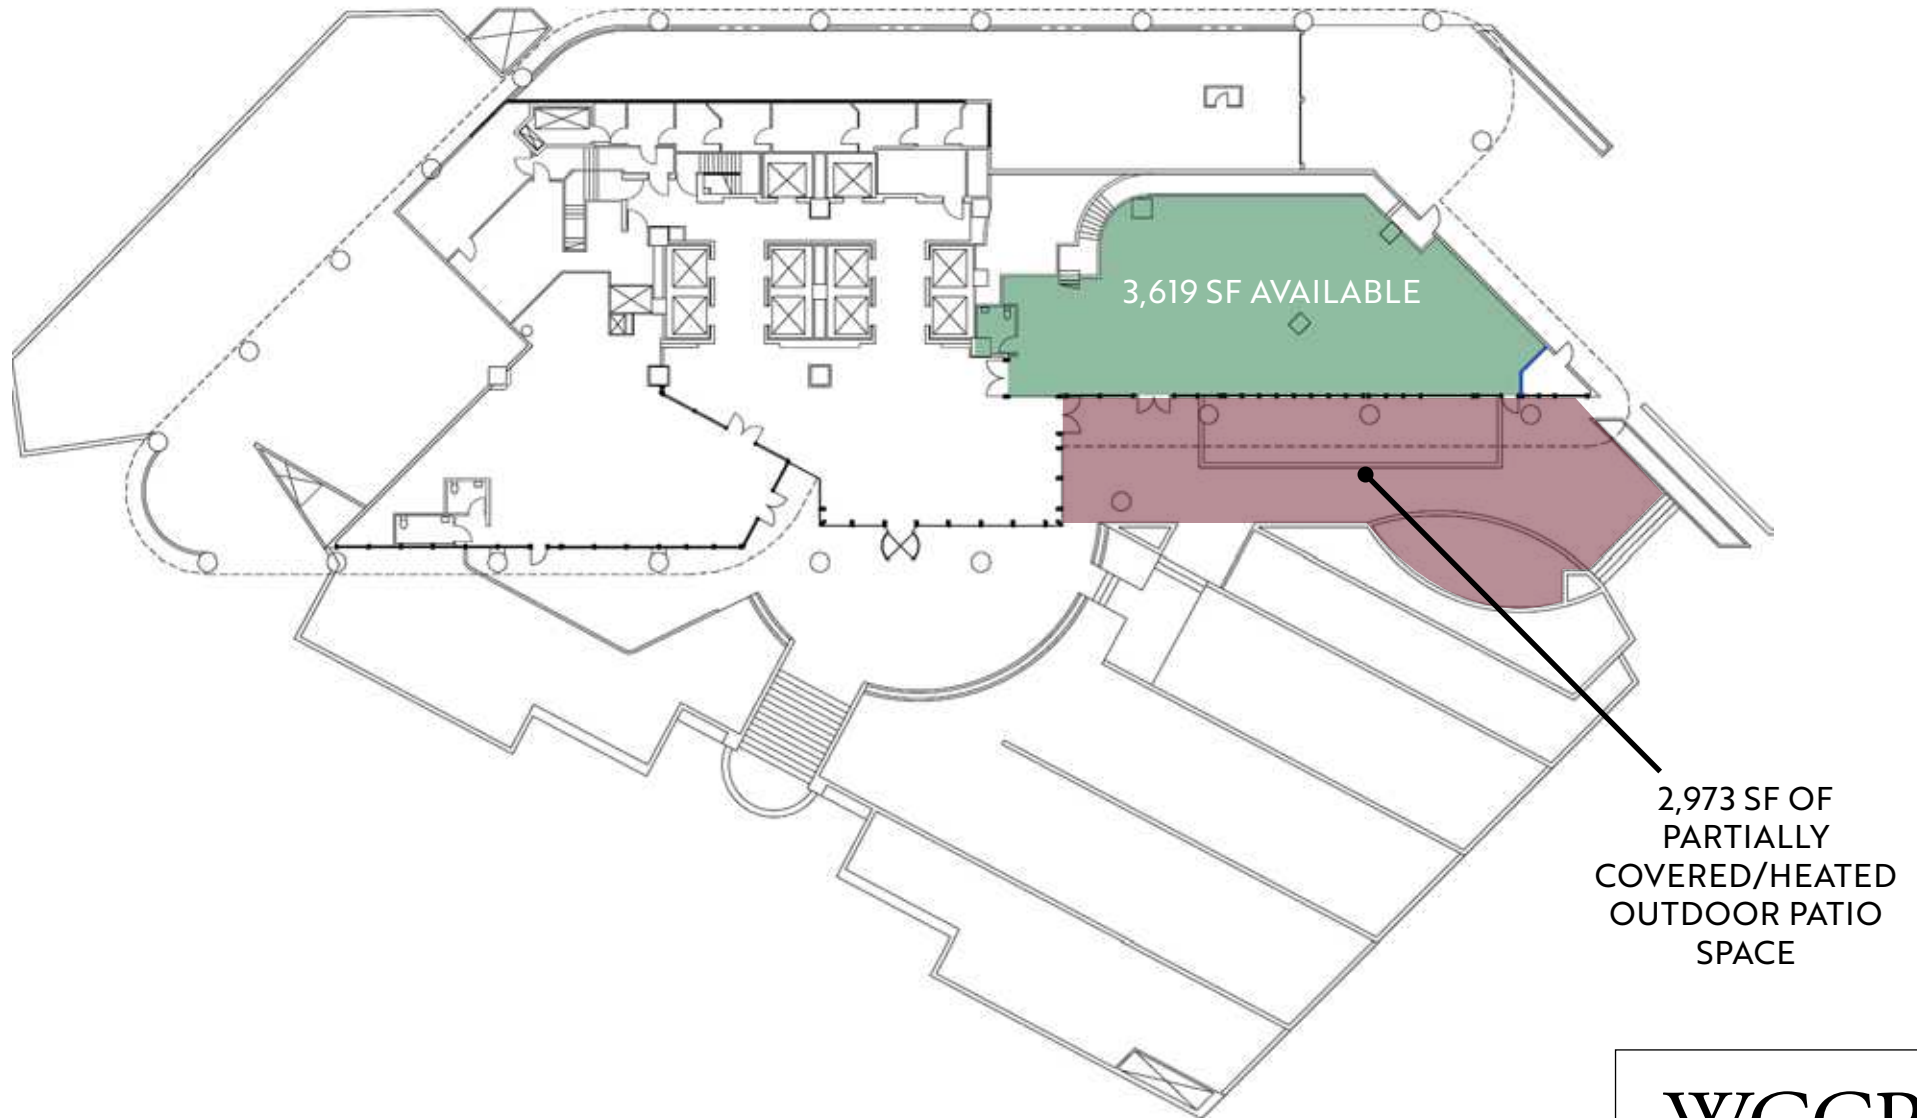 3,619 SF AVAILABLE
2,973 SF OF
PARTIALLY
COVERED/HEATED
OUTDOOR PATIO
SPACE